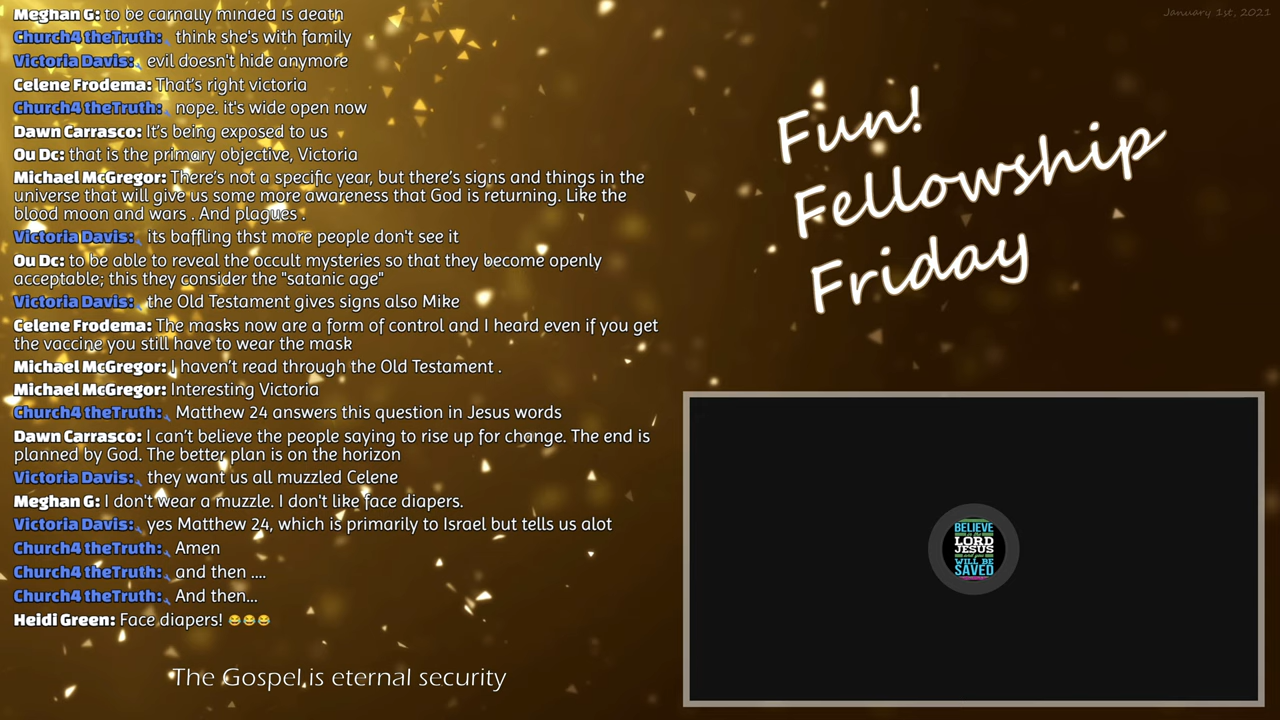 Meghan G: to be carnally minded is death
Church4 theTruth: think she's with family
Victoria Davis: evil doesn't hide anymore
Celene Frodema: That's right victoria
Church4 theTruth: nope. it's wide open now
Dawn Carrasco: It's being exposed to us
Ou Dc: that is the primary objective, Victoria
Michael McGregor: There's not a specific year, but there's signs and things in the
universe that will give us some more awareness that God is returning. Like the
blood moon and wars . And plagues .
Victoria Davis: its baffling thst more people don't see it
Ou Dc: to be able to reveal the occult mysteries so that they become openly
acceptable; this they consider the "satanic age"
Victoria Davis: the Old Testament gives signs also Mike
Celene Frodema: The masks now are a form of control and I heard even if you get
the vaccine you still have to wear the mask
Michael McGregor: I haven't read through the Old Testament .
Michael McGregor: Interesting Victoria
Church4 theTruth: Matthew 24 answers this question in Jesus words
Dawn Carrasco: I can't believe the people saying to rise up for change. The end is
planned by God. The better plan is on the horizon
Victoria Davis: they want us all muzzled Celene
Meghan G: I don't wear a muzzle. I don't like face diapers.
Victoria Davis: yes Matthew 24, which is primarily to Israel but tells us alot
Church4 theTruth: Amen
Church4 theTruth: and then ....
Church4 theTruth: And then...
Heidi Green: Face diapers! 😂😂😂
The Gospel is eternal security
January 1st, 2021
Fun!
Fellowship
Friday
BELIEVE
LORD
JESUS
WILL BE
SAVED